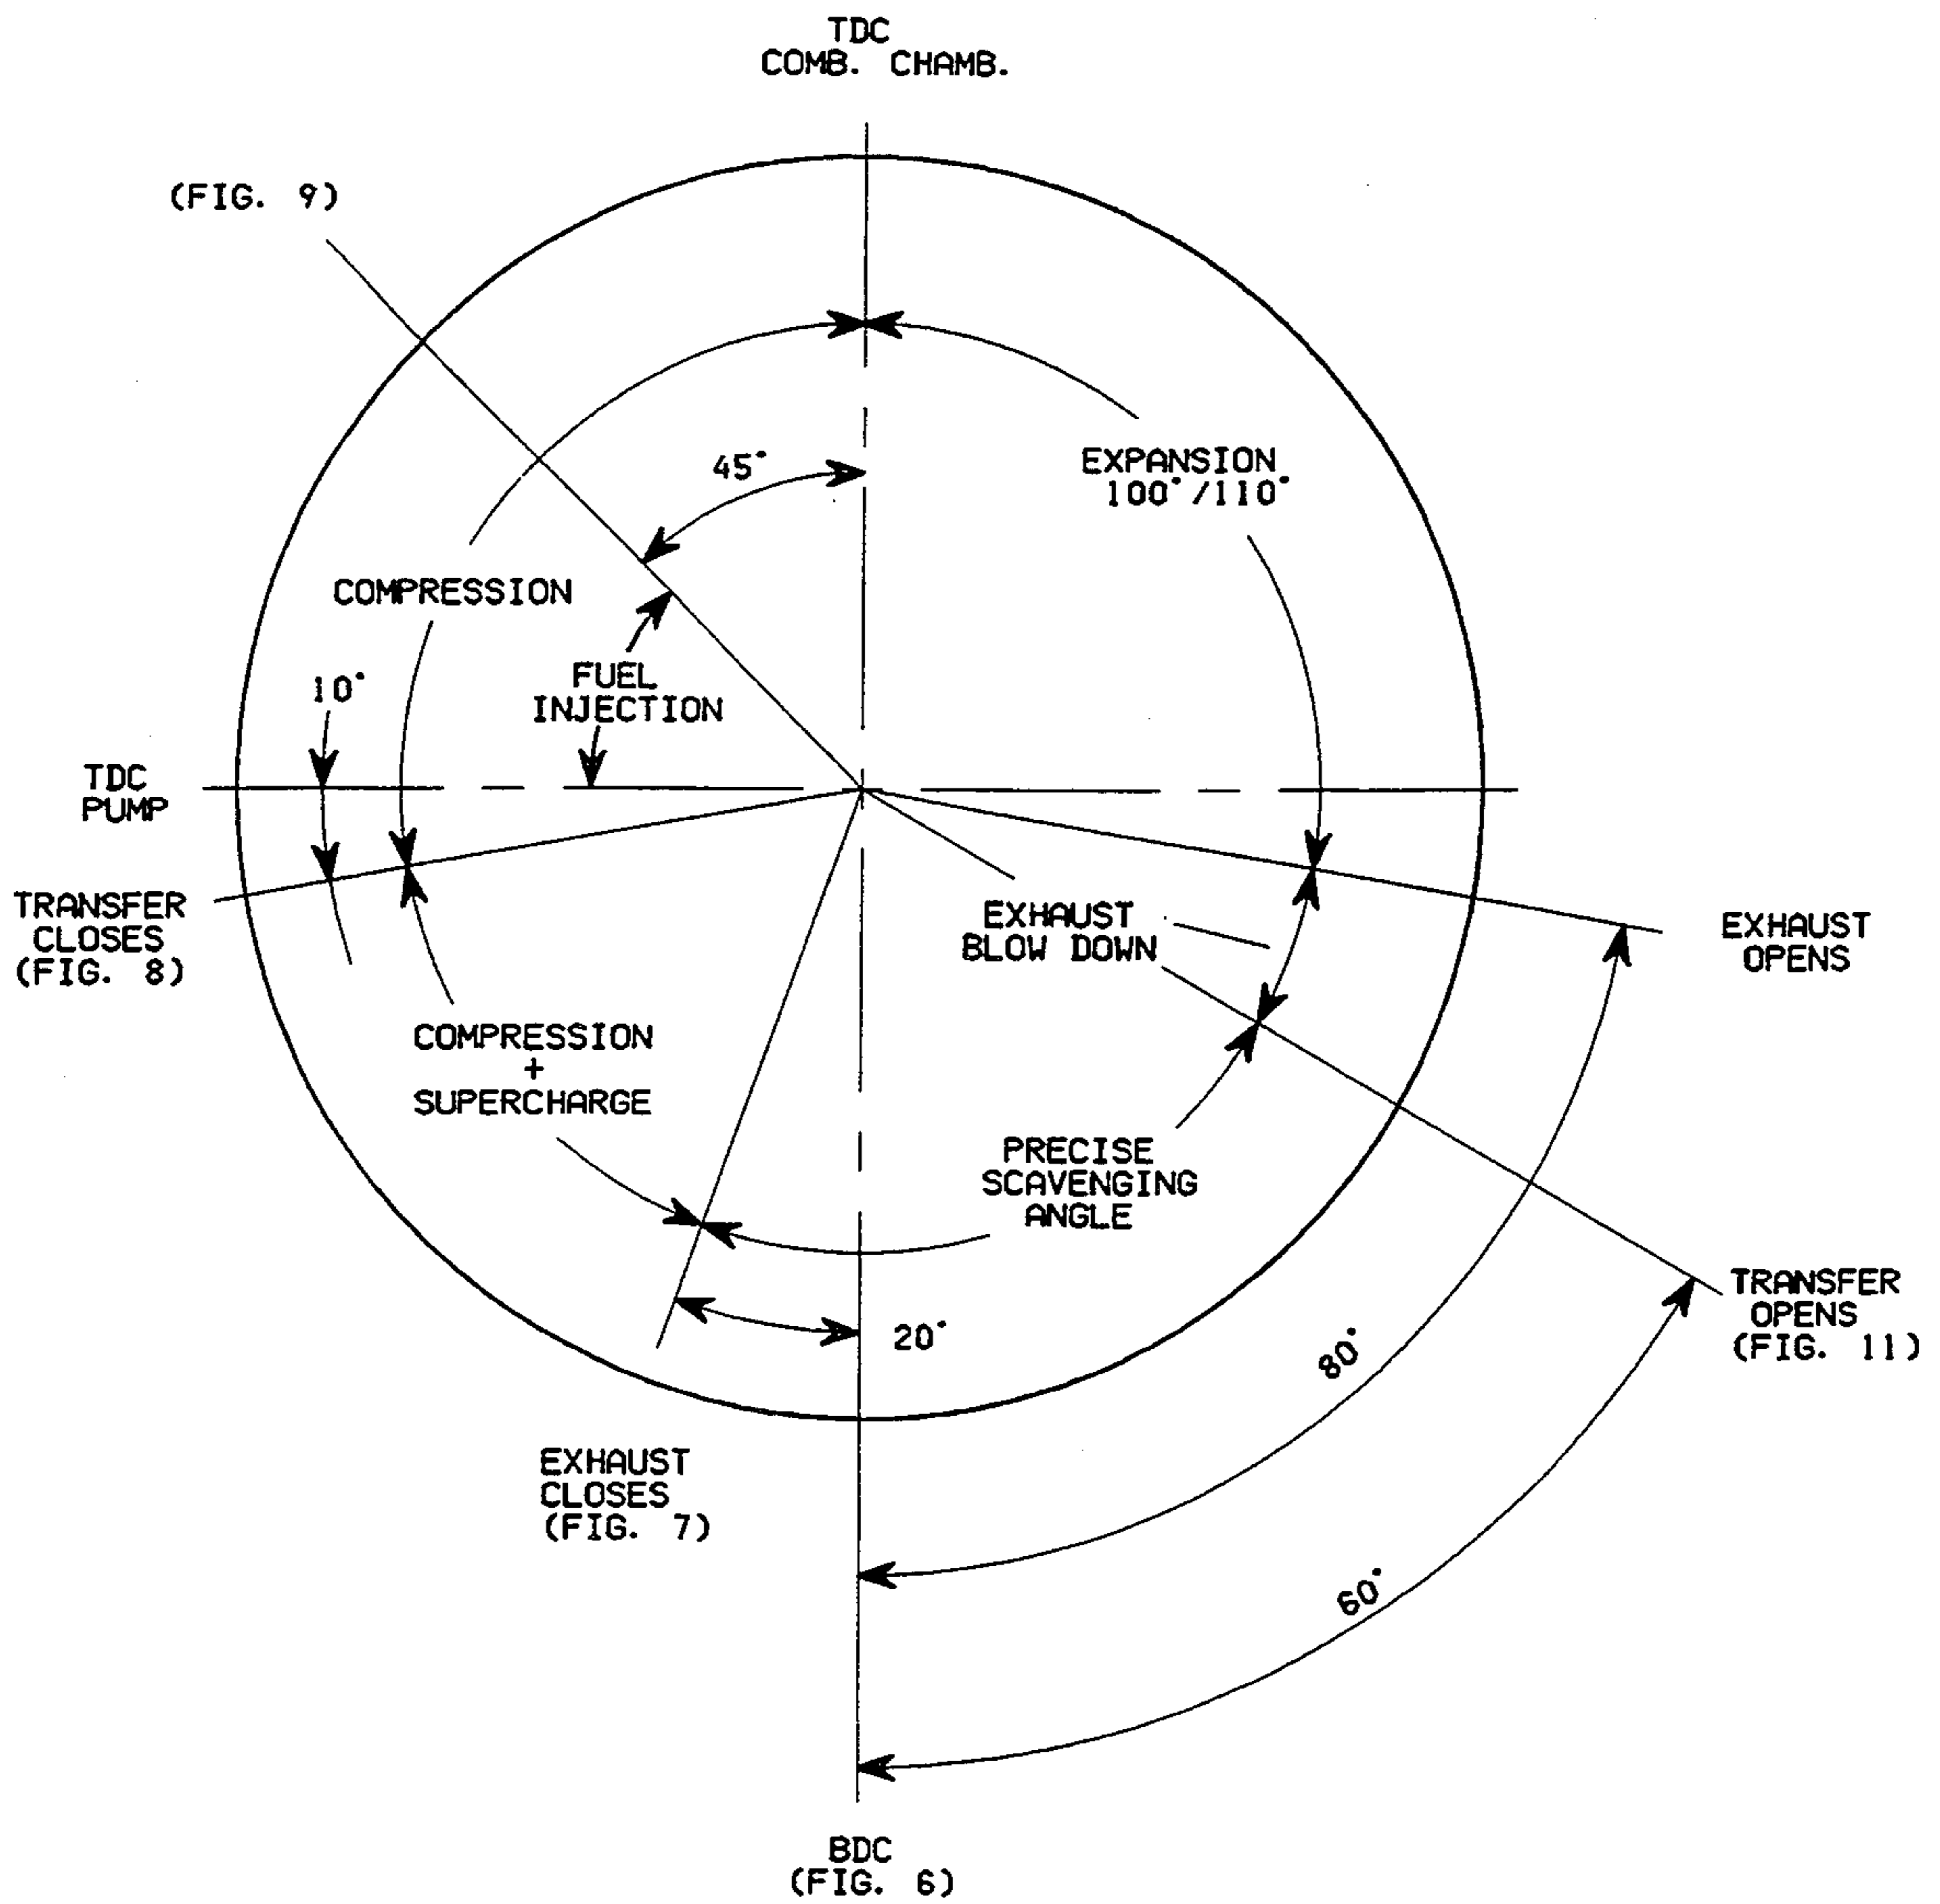 TDC
COMB. CHAMB.
(FIG. 9)
45°
EXPANSION
100°/110°
COMPRESSION
10°
FUEL
INJECTION
TDC
PUMP
TRANSFER
CLOSES
(FIG. 8)
EXHAUST
BLOW DOWN
EXHAUST
OPENS
COMPRESSION
+
SUPERCHARGE
PRECISE
SCAVENGING
ANGLE
20°
80°
TRANSFER
OPENS
(FIG. 11)
EXHAUST
CLOSES
(FIG. 7)
60°
BDC
(FIG. 6)